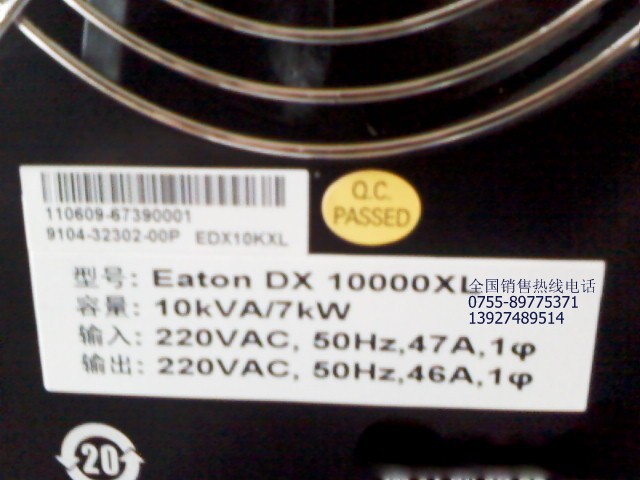 110609-67390001
9104-32302-00P EDX10KXL
Q.C.
PASSED
型号: Eaton DX 10000XL
容量: 10kVA/7kW
输入: 220VAC, 50Hz,47A,1φ
输出: 220VAC, 50Hz,46A,1φ
全国销售热线电话
0755-89775371
13927489514
20